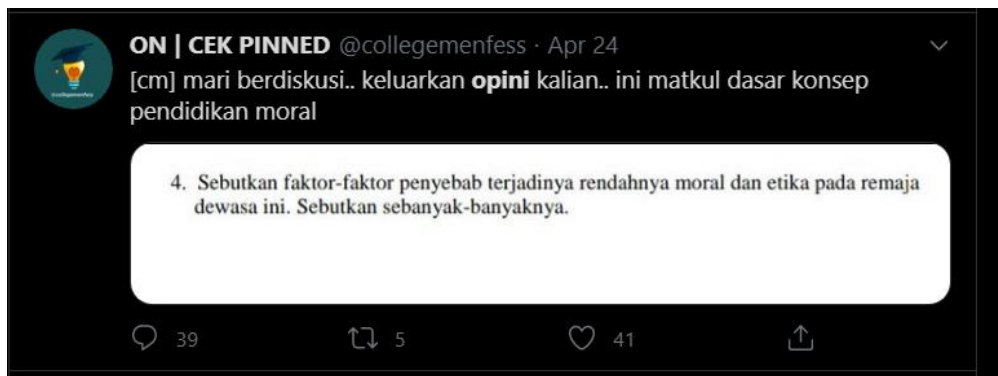 ON | CEK PINNED @collegemenfess · Apr 24
[cm] mari berdiskusi.. keluarkan opini kalian.. ini matkul dasar konsep
pendidikan moral
4. Sebutkan faktor-faktor penyebab terjadinya rendahnya moral dan etika pada remaja
dewasa ini. Sebutkan sebanyak-banyaknya.
39 5 41